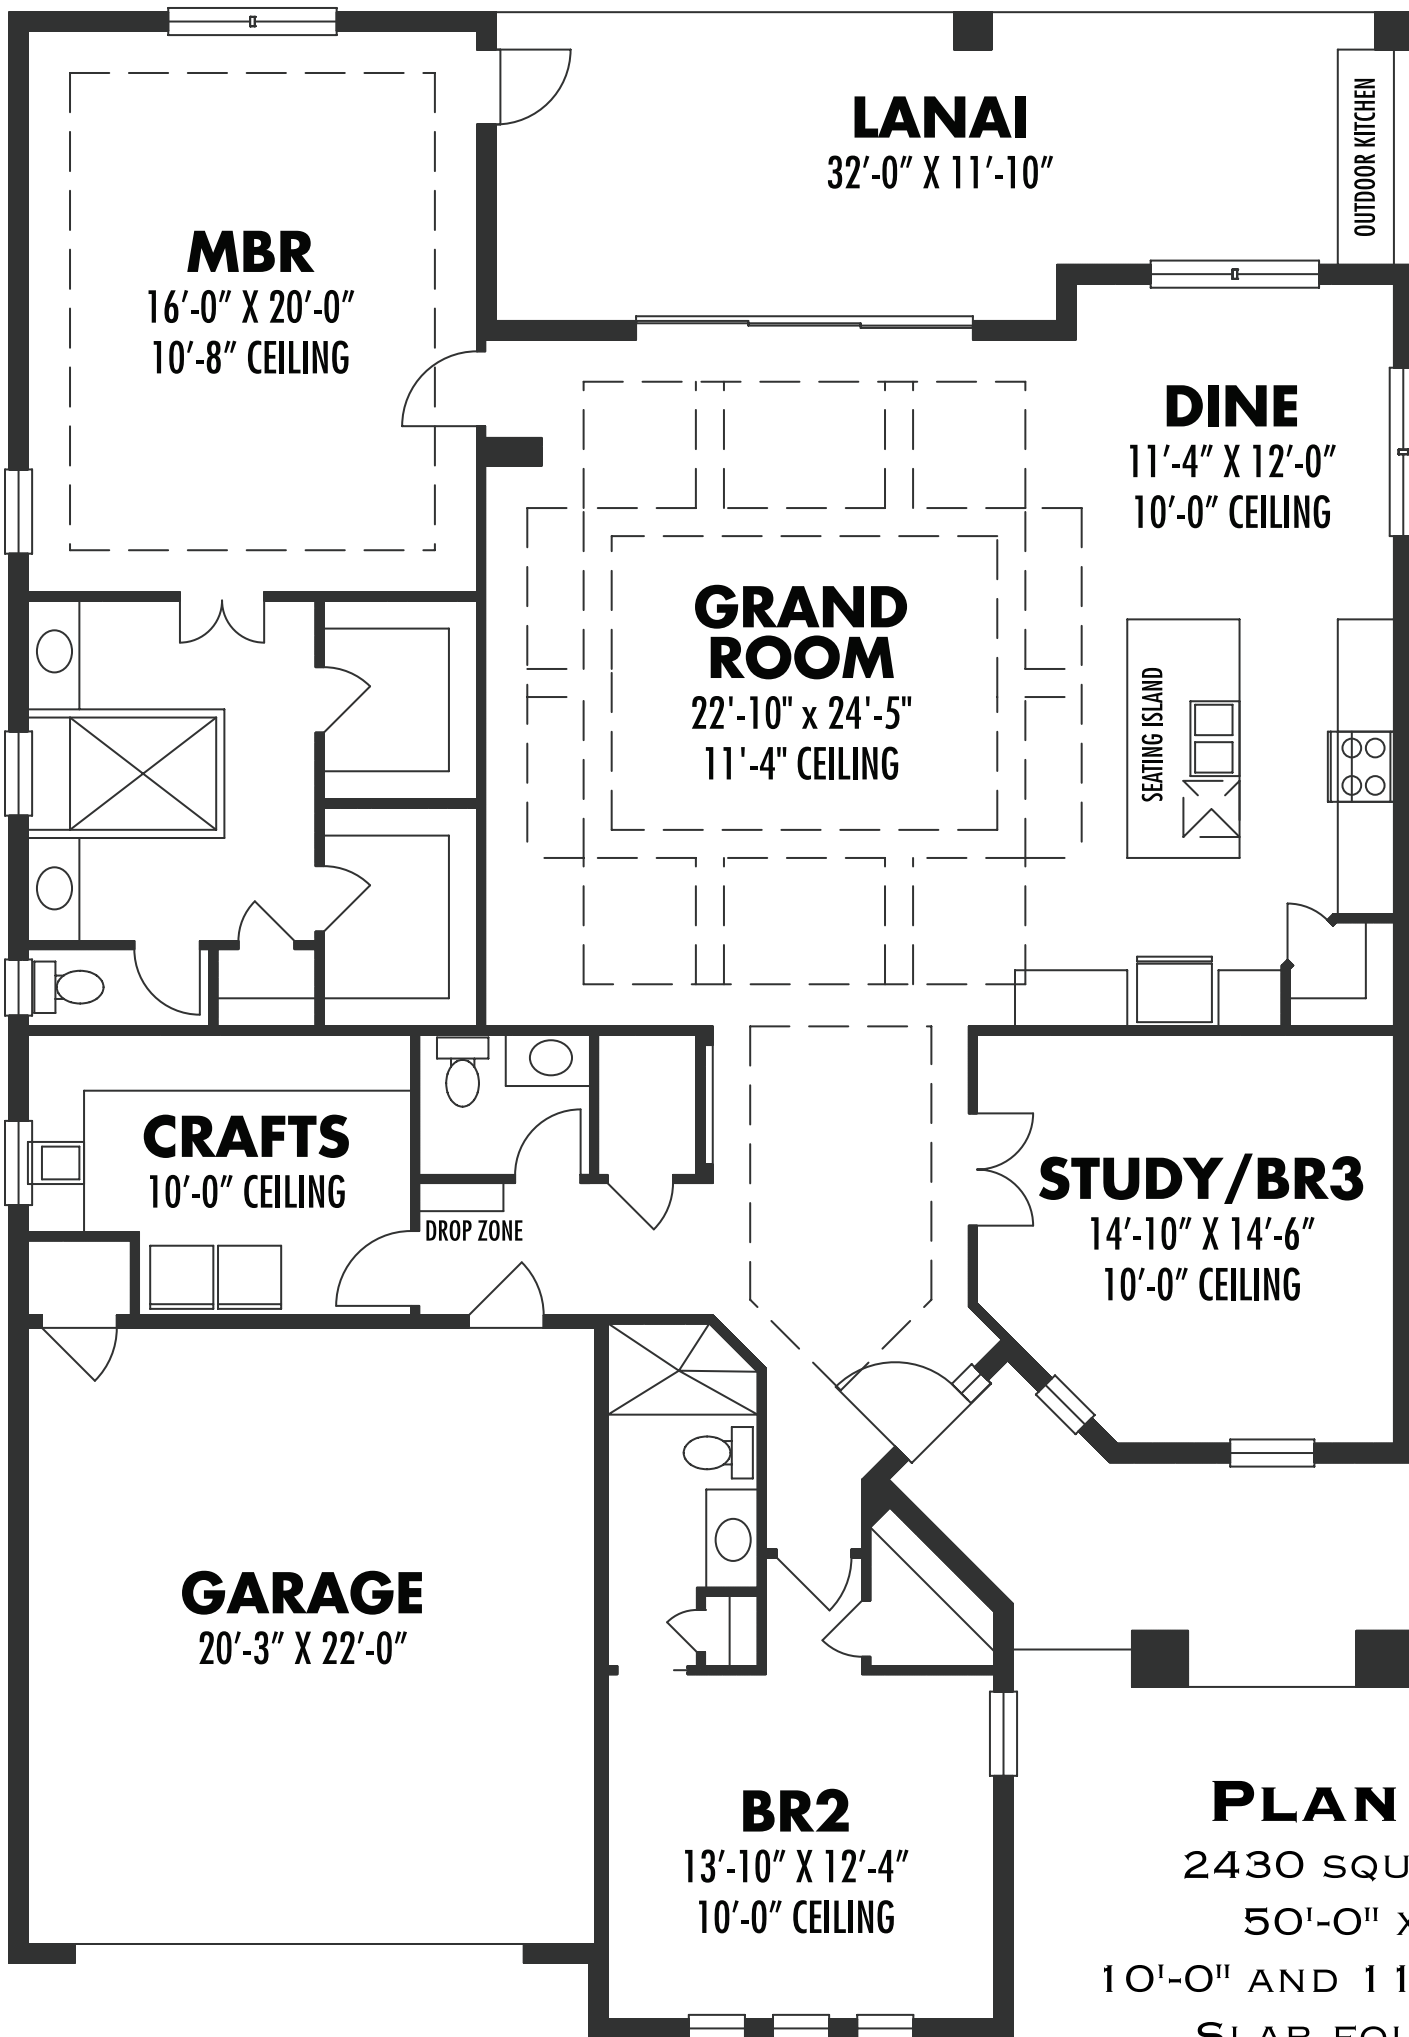 LANAI
32'-0" X 11'-10"
OUTDOOR KITCHEN
MBR
16'-0" X 20'-0"
10'-8" CEILING
DINE
11'-4" X 12'-0"
10'-0" CEILING
GRAND
ROOM
22'-10" x 24'-5"
11'-4" CEILING
SEATING ISLAND
CRAFTS
10'-0" CEILING
DROP ZONE
STUDY/BR3
14'-10" X 14'-6"
10'-0" CEILING
GARAGE
20'-3" X 22'-0"
BR2
13'-10" X 12'-4"
10'-0" CEILING
PLAN
2430 SQU
50'-0" X
10'-0" AND 11
SLAB FOU